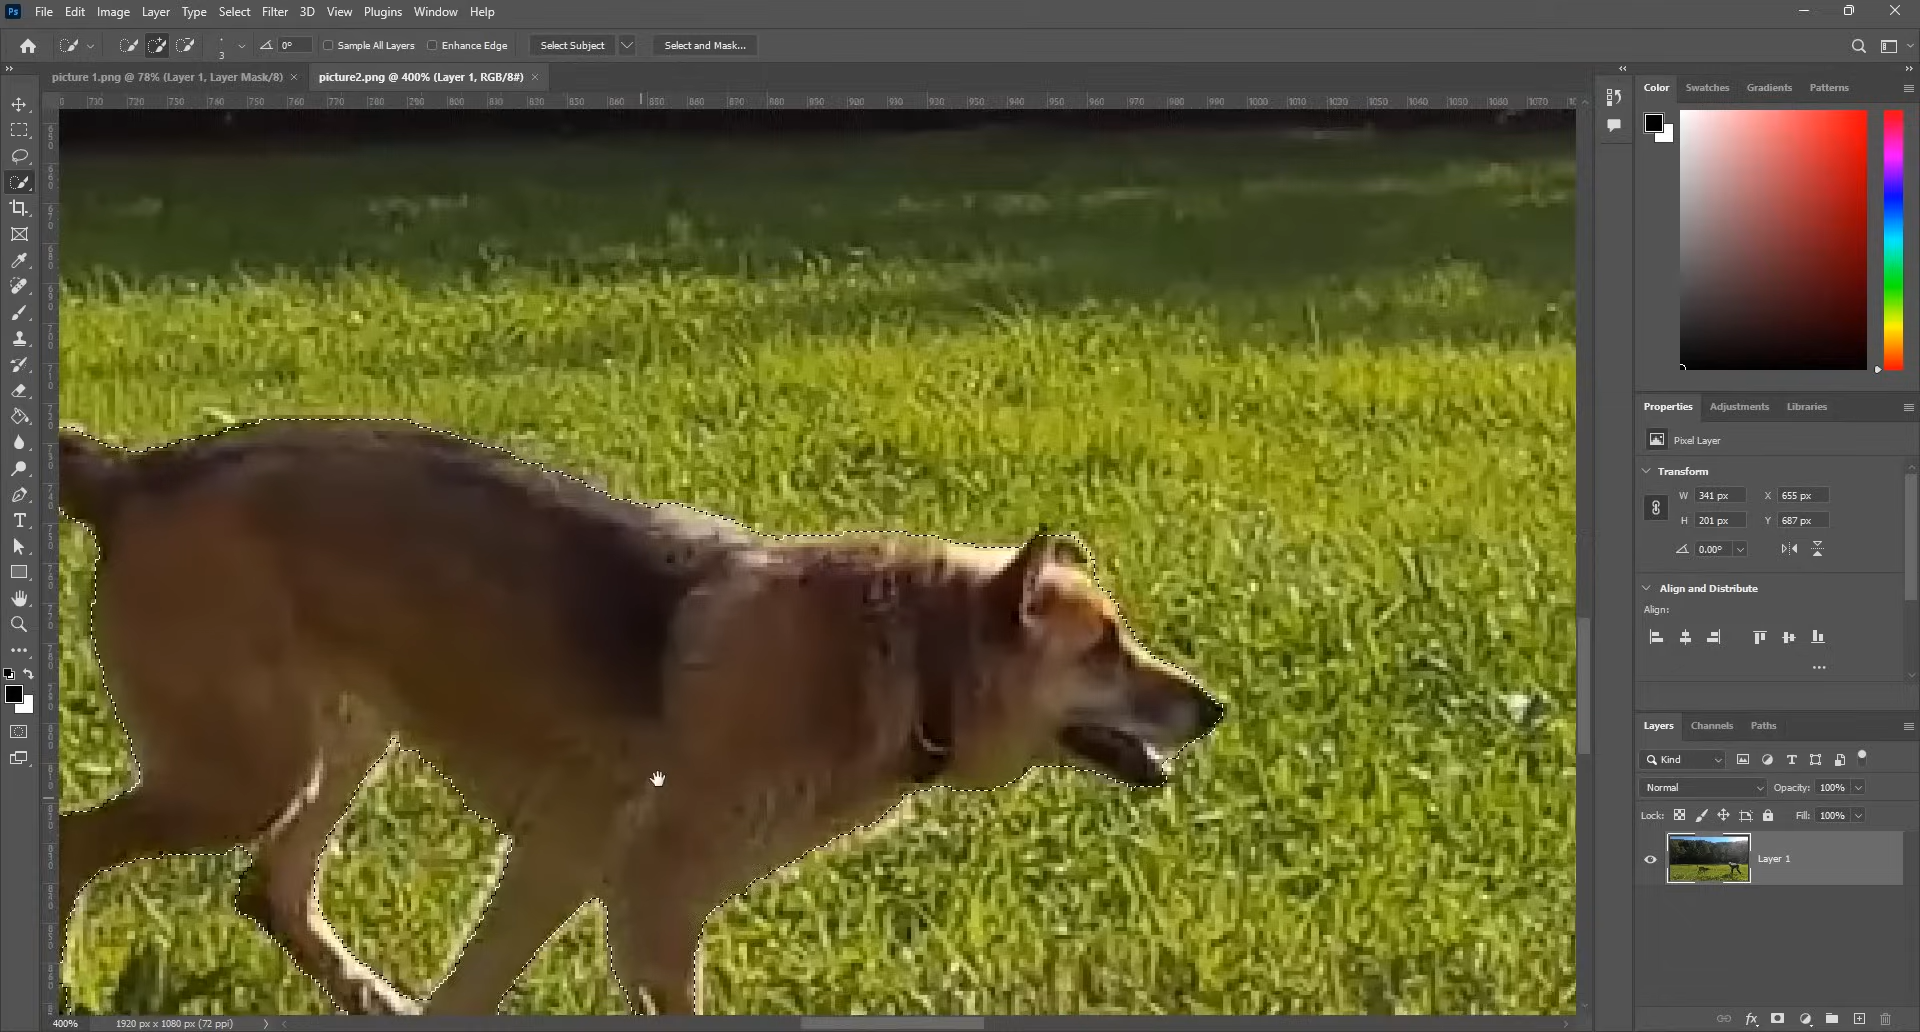 Ps File Edit Image Layer Type Select Filter 3D View Plugins Window Help
3 0° Sample All Layers Enhance Edge Select Subject Select and Mask...
picture 1.png @ 78% (Layer 1, Layer Mask/8) × picture2.png @ 400% (Layer 1, RGB/8#) ×
Color Swatches Gradients Patterns
Properties Adjustments Libraries
Pixel Layer
Transform
W 341 px X 655 px
H 201 px Y 687 px
0.00°
Align and Distribute
Align:
Layers Channels Paths
Kind
Normal Opacity: 100%
Lock: Fill: 100%
Layer 1
400% 1920 px x 1080 px (72 ppi)